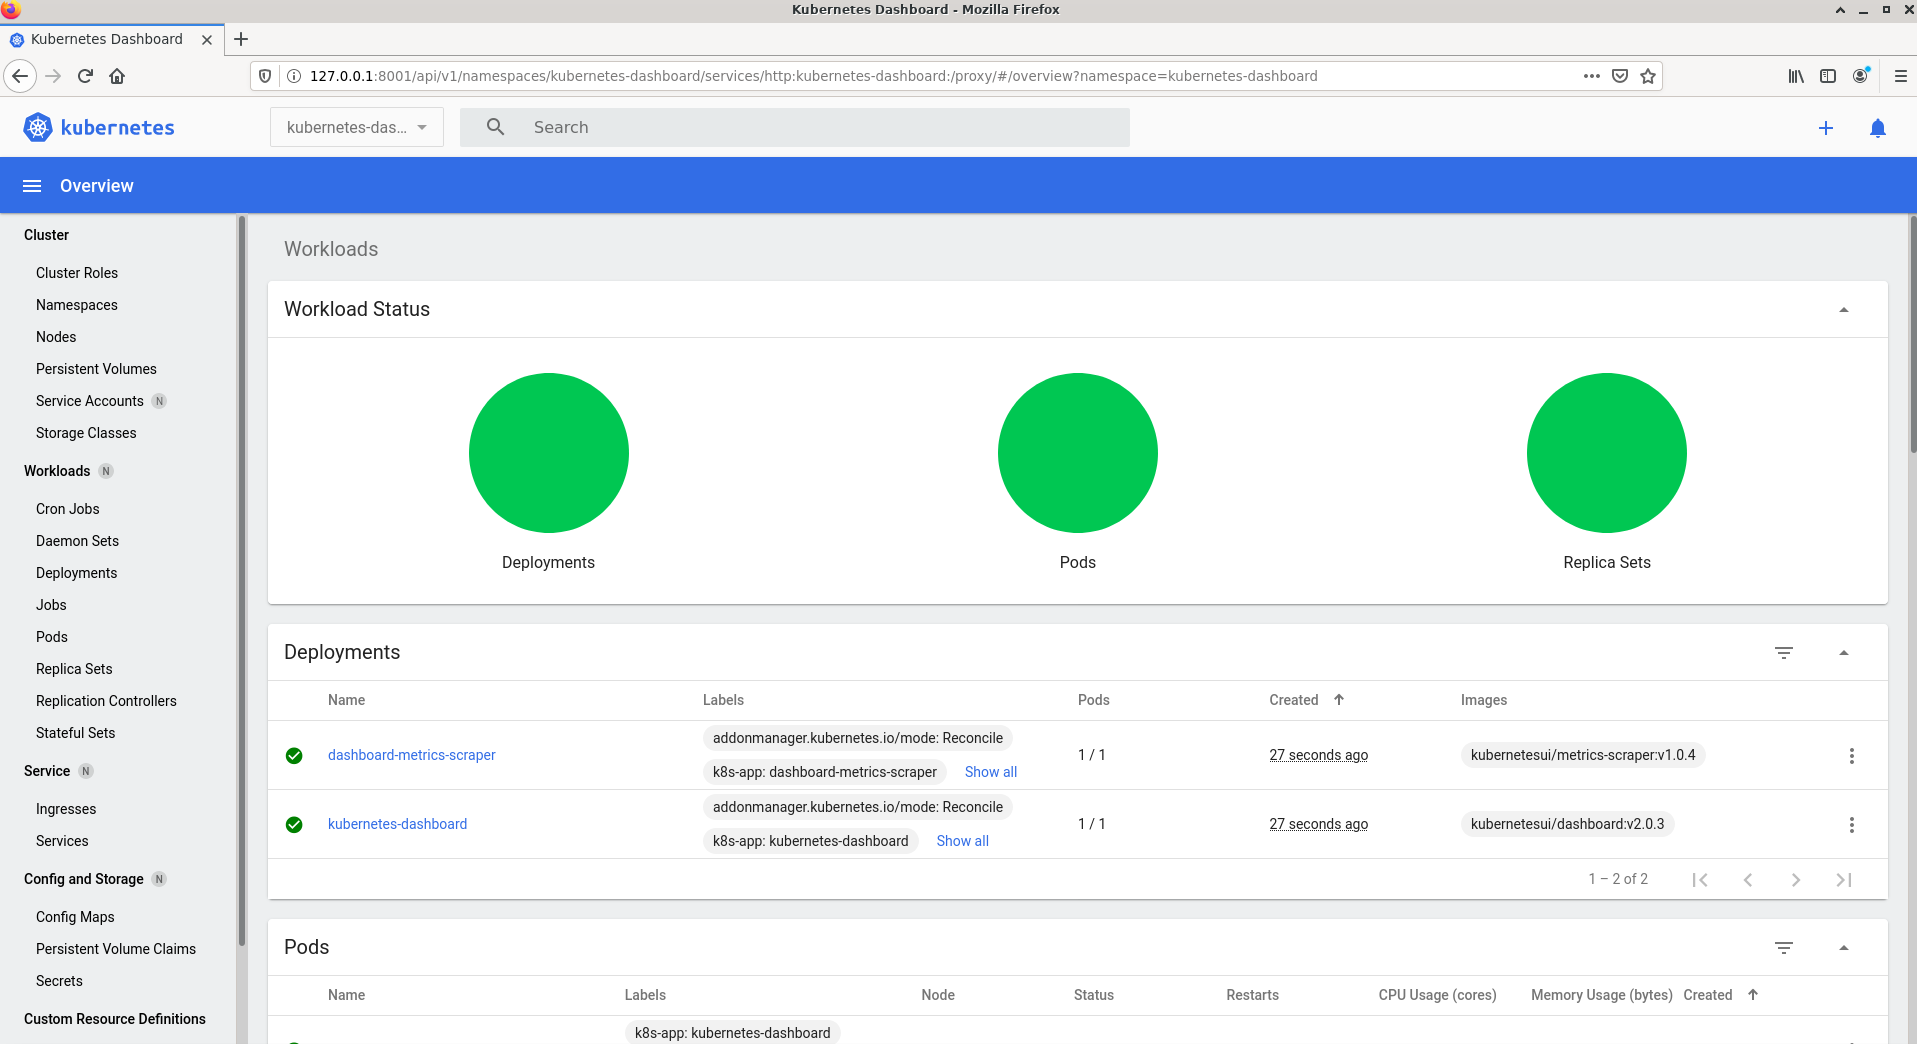 Kubernetes Dashboard - Mozilla Firefox
Kubernetes Dashboard
127.0.0.1:8001/api/v1/namespaces/kubernetes-dashboard/services/http:kubernetes-dashboard:/proxy/#/overview?namespace=kubernetes-dashboard
kubernetes
kubernetes-das...
Search
Overview
Cluster
Cluster Roles
Namespaces
Nodes
Persistent Volumes
Service Accounts N
Storage Classes
Workloads N
Cron Jobs
Daemon Sets
Deployments
Jobs
Pods
Replica Sets
Replication Controllers
Stateful Sets
Service N
Ingresses
Services
Config and Storage N
Config Maps
Persistent Volume Claims
Secrets
Custom Resource Definitions
Workloads
Workload Status
Deployments
Pods
Replica Sets
Deployments
Name Labels Pods Created Images
addonmanager.kubernetes.io/mode: Reconcile
dashboard-metrics-scraper 1 / 1 27 seconds ago kubernetesui/metrics-scraper:v1.0.4
k8s-app: dashboard-metrics-scraper Show all
addonmanager.kubernetes.io/mode: Reconcile
kubernetes-dashboard 1 / 1 27 seconds ago kubernetesui/dashboard:v2.0.3
k8s-app: kubernetes-dashboard Show all
1 – 2 of 2
Pods
Name Labels Node Status Restarts CPU Usage (cores) Memory Usage (bytes) Created
k8s-app: kubernetes-dashboard